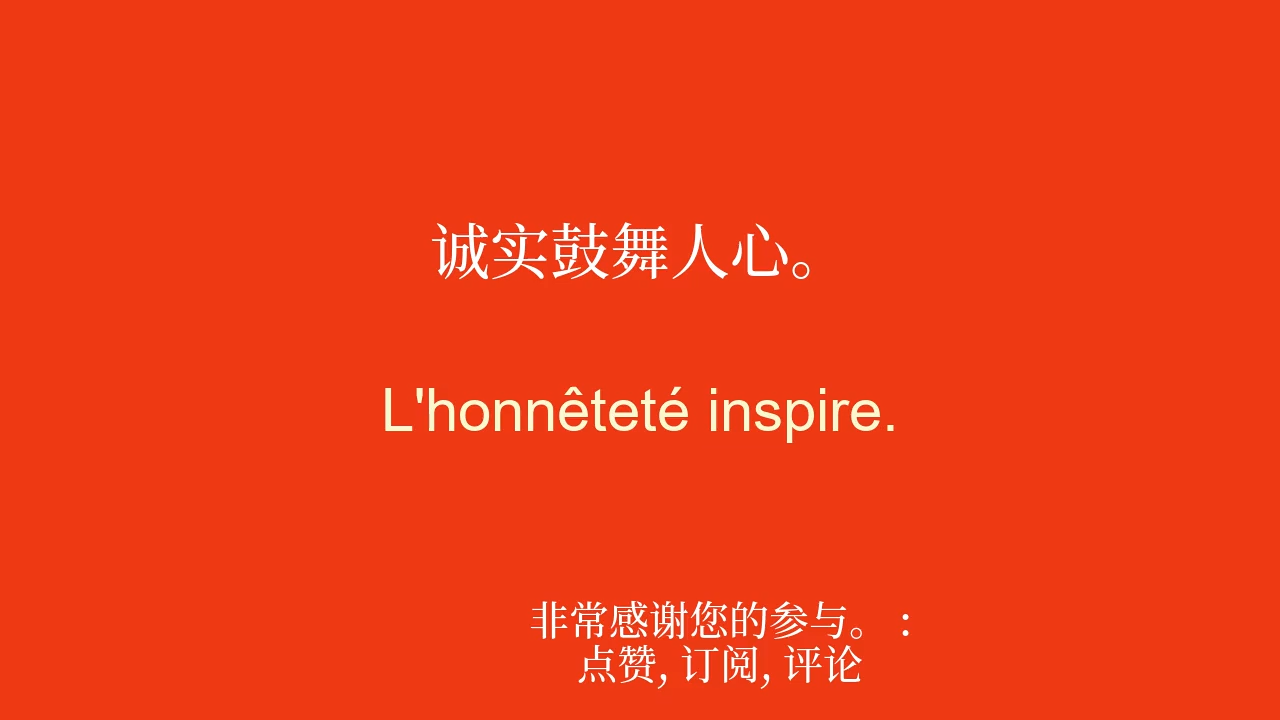 诚实鼓舞人心。
L'honnêteté inspire.
非常感谢您的参与。 :
点赞, 订阅, 评论